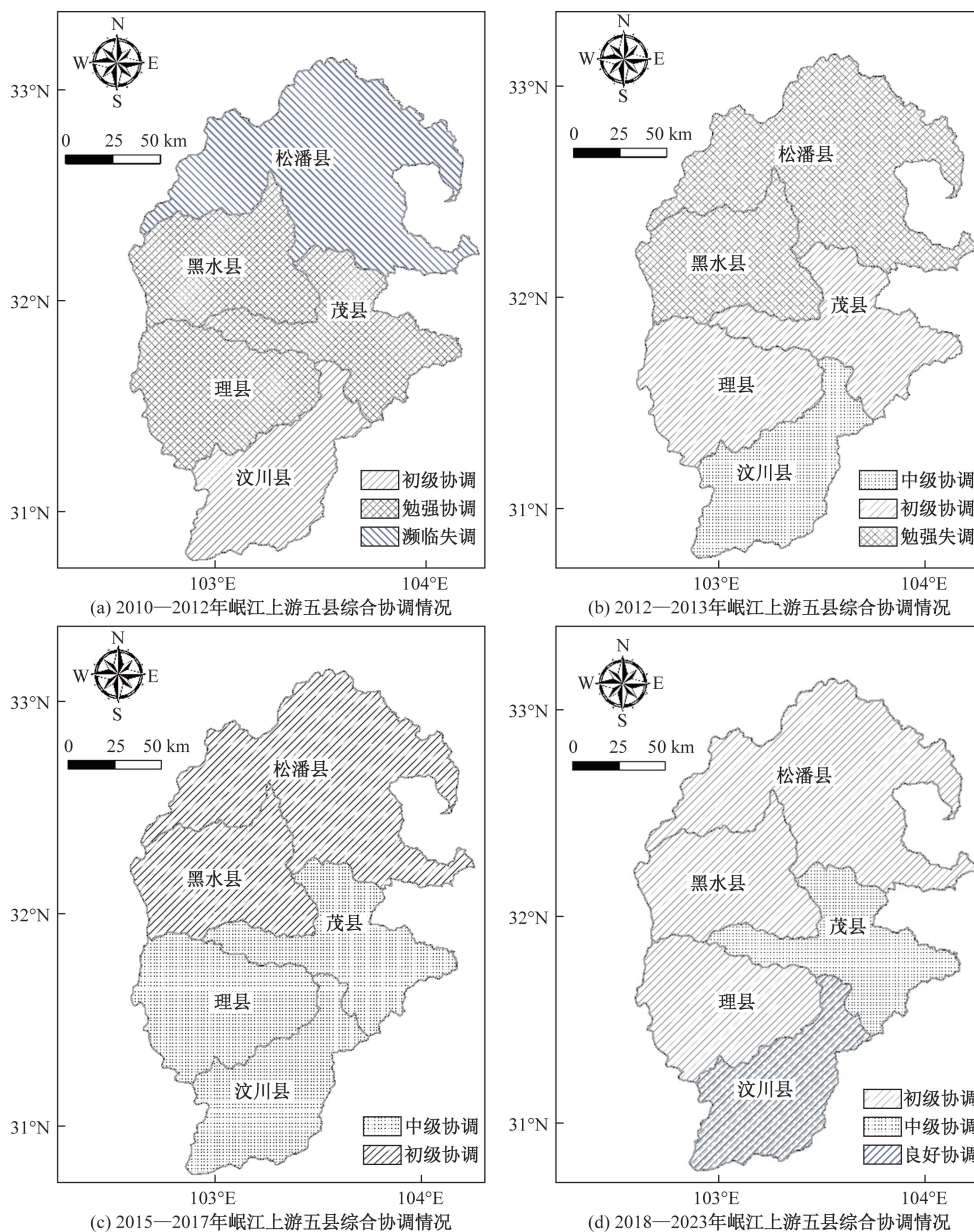 N
W E
S
33°N
0 25 50 km
松潘县
黑水县
32°N
茂县
理县
汶川县
初级协调
勉强协调
濒临失调
31°N
103°E 104°E
(a) 2010—2012年岷江上游五县综合协调情况
N
W E
S
33°N
0 25 50 km
松潘县
黑水县
32°N
茂县
理县
汶川县
中级协调
初级协调
勉强失调
31°N
103°E 104°E
(b) 2012—2013年岷江上游五县综合协调情况
N
W E
S
33°N
0 25 50 km
松潘县
黑水县
32°N
茂县
理县
汶川县
中级协调
初级协调
31°N
103°E 104°E
(c) 2015—2017年岷江上游五县综合协调情况
N
W E
S
33°N
0 25 50 km
松潘县
黑水县
32°N
茂县
理县
汶川县
初级协调
中级协调
良好协调
31°N
103°E 104°E
(d) 2018—2023年岷江上游五县综合协调情况